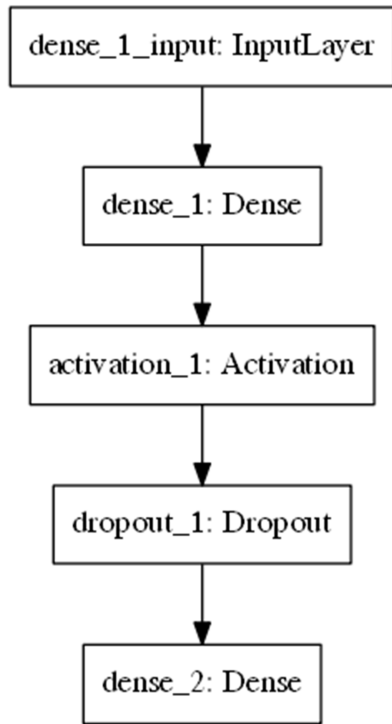 dense_1_input: InputLayer
dense_1: Dense
activation_1: Activation
dropout_1: Dropout
dense_2: Dense